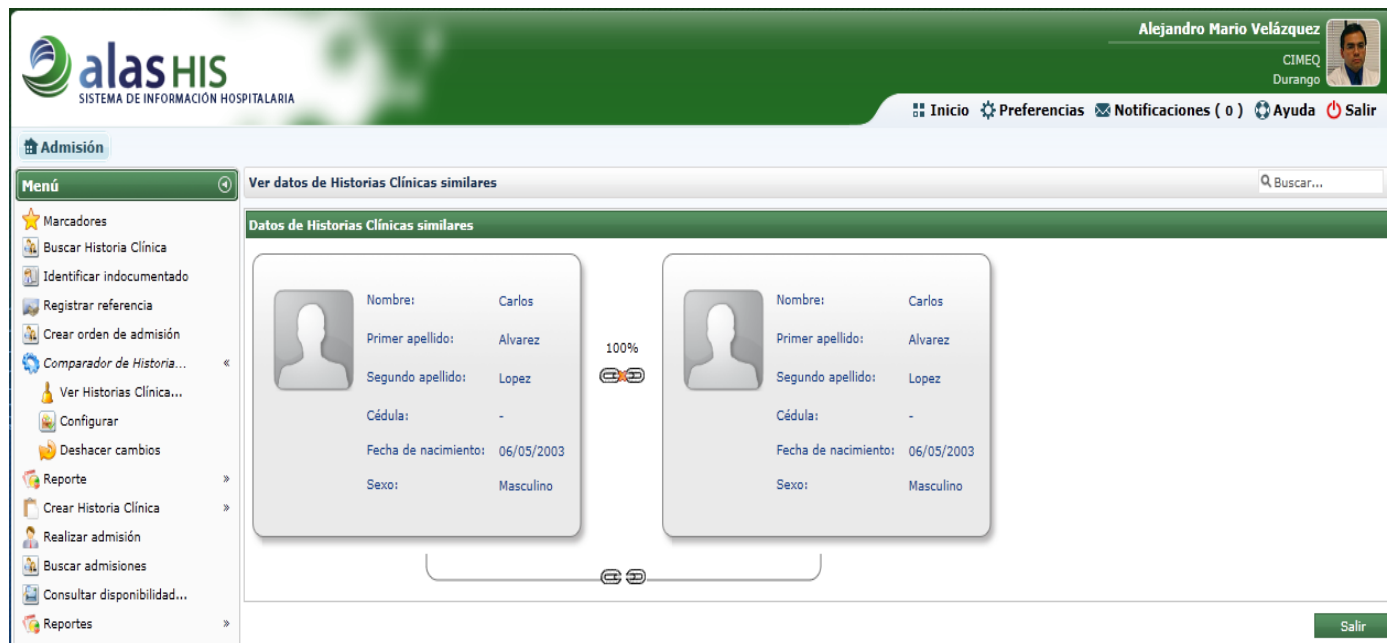 Alejandro Mario Velázquez
CIMEQ
Durango
alas HIS
SISTEMA DE INFORMACIÓN HOSPITALARIA
Inicio Preferencias Notificaciones ( 0 ) Ayuda Salir
Admisión
Menú
Marcadores
Buscar Historia Clínica
Identificar indocumentado
Registrar referencia
Crear orden de admisión
Comparador de Historia... «
Ver Historias Clínica...
Configurar
Deshacer cambios
Reporte »
Crear Historia Clínica »
Realizar admisión
Buscar admisiones
Consultar disponibilidad...
Reportes »
Ver datos de Historias Clínicas similares
Buscar...
Datos de Historias Clínicas similares
Nombre: Carlos
Primer apellido: Alvarez
Segundo apellido: Lopez
Cédula: -
Fecha de nacimiento: 06/05/2003
Sexo: Masculino
100%
Nombre: Carlos
Primer apellido: Alvarez
Segundo apellido: Lopez
Cédula: -
Fecha de nacimiento: 06/05/2003
Sexo: Masculino
Salir